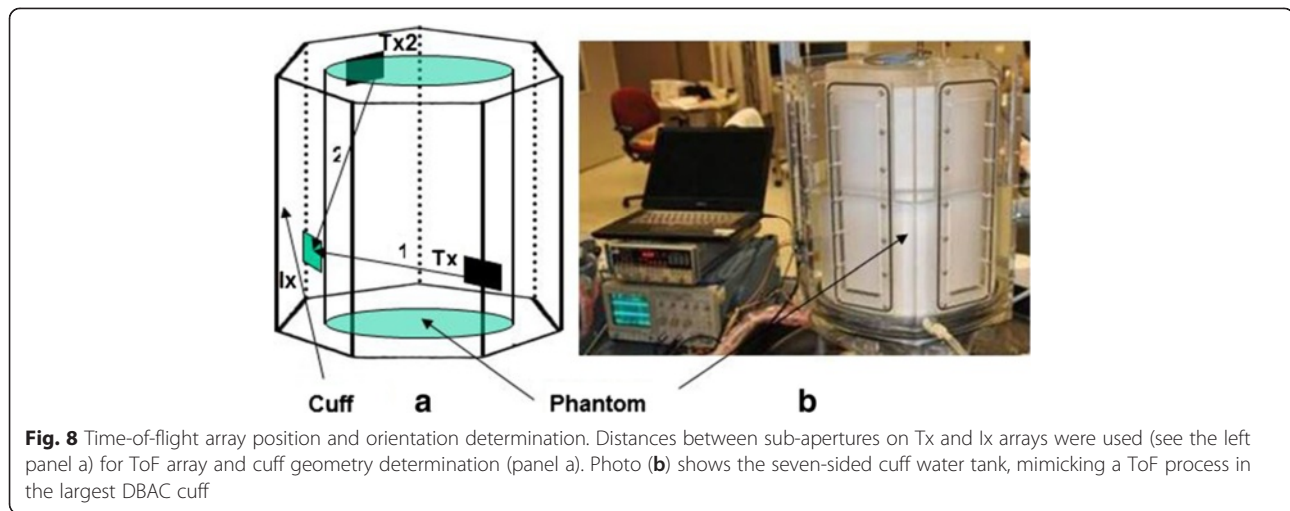 Tx2
2
1
Tx
Ix
Cuff
a
Phantom
b
Fig. 8 Time-of-flight array position and orientation determination. Distances between sub-apertures on Tx and Ix arrays were used (see the left
panel a) for ToF array and cuff geometry determination (panel a). Photo (b) shows the seven-sided cuff water tank, mimicking a ToF process in
the largest DBAC cuff